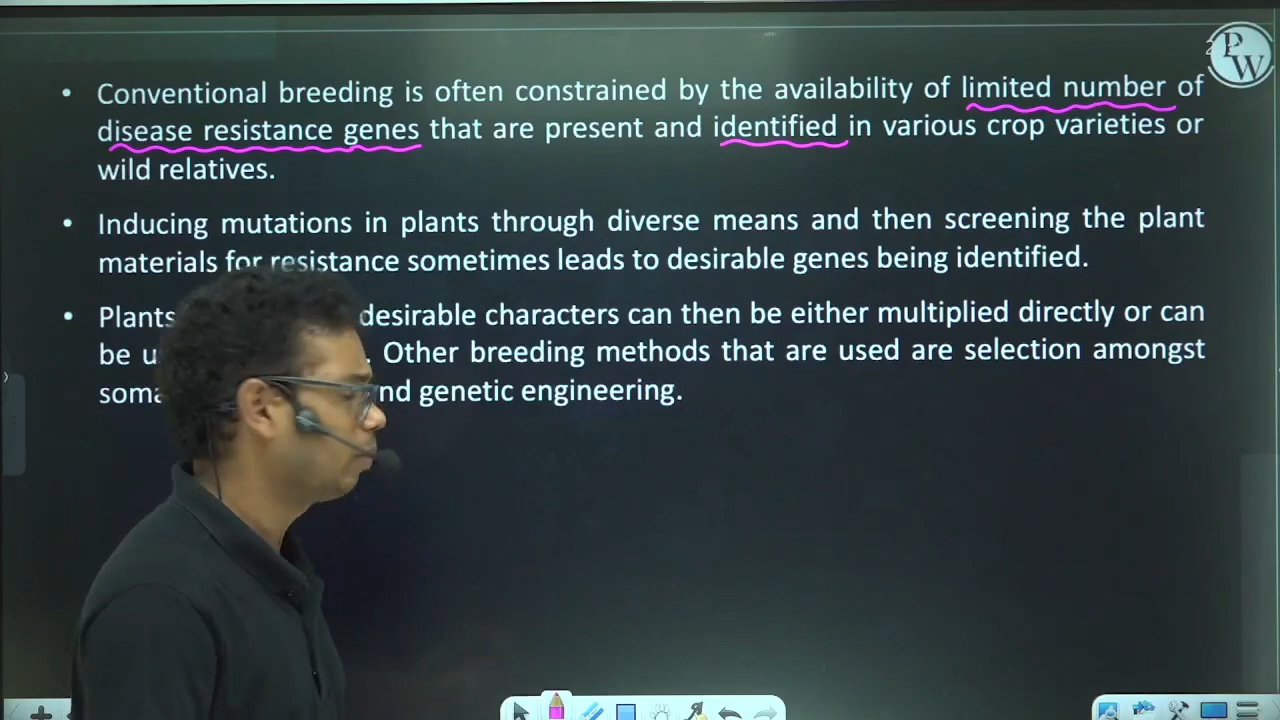 PW
• Conventional breeding is often constrained by the availability of limited number of
disease resistance genes that are present and identified in various crop varieties or
wild relatives.
• Inducing mutations in plants through diverse means and then screening the plant
materials for resistance sometimes leads to desirable genes being identified.
• Plants desirable characters can then be either multiplied directly or can
be . Other breeding methods that are used are selection amongst
genetic engineering.